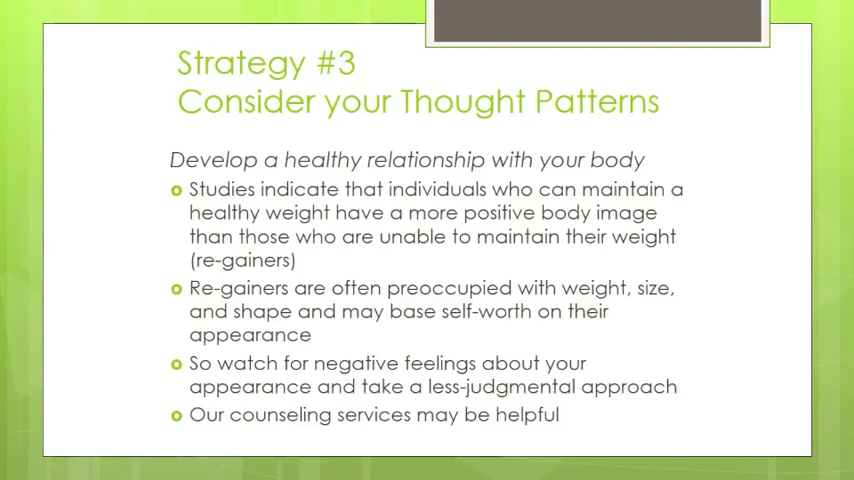 Strategy #3
Consider your Thought Patterns
Develop a healthy relationship with your body
o Studies indicate that individuals who can maintain a
healthy weight have a more positive body image
than those who are unable to maintain their weight
(re-gainers)
o Re-gainers are often preoccupied with weight, size,
and shape and may base self-worth on their
appearance
o So watch for negative feelings about your
appearance and take a less-judgmental approach
o Our counseling services may be helpful